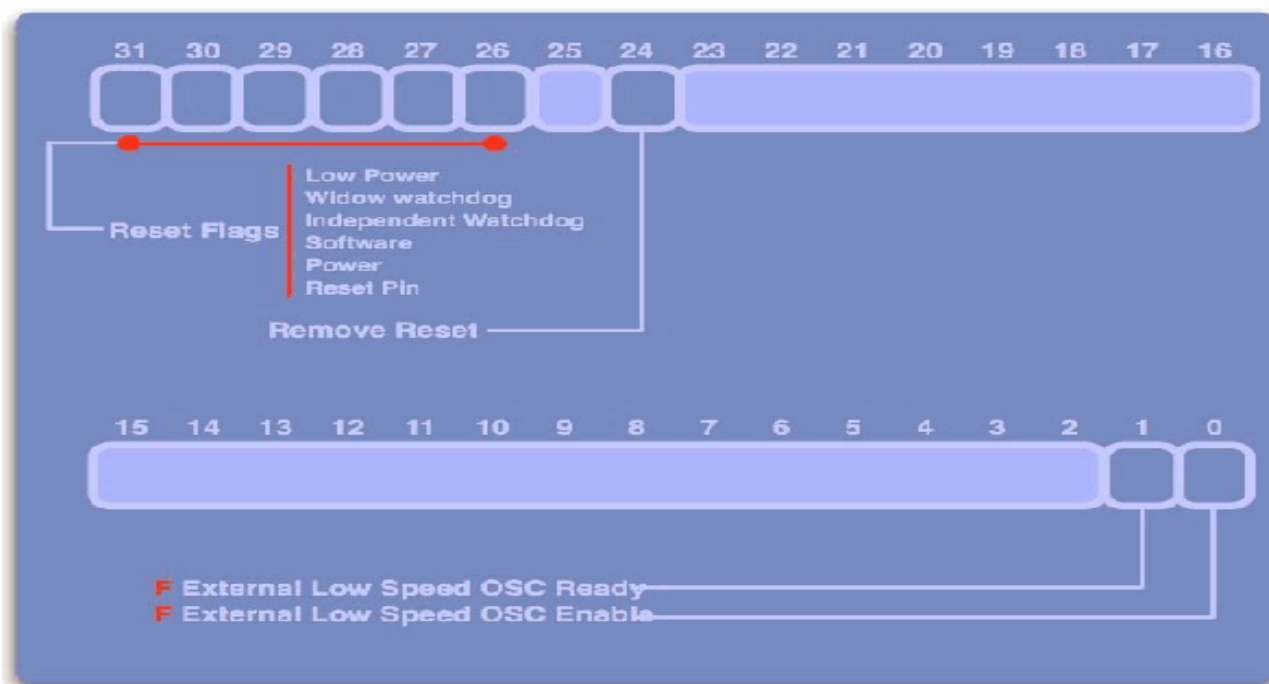 31 30 29 28 27 26 25 24 23 22 21 20 19 18 17 16
Low Power
Widow watchdog
Independent Watchdog
Reset Flags
Software
Power
Reset Pin
Remove Reset
15 14 13 12 11 10 9 8 7 6 5 4 3 2 1 0
F External Low Speed OSC Ready
F External Low Speed OSC Enable